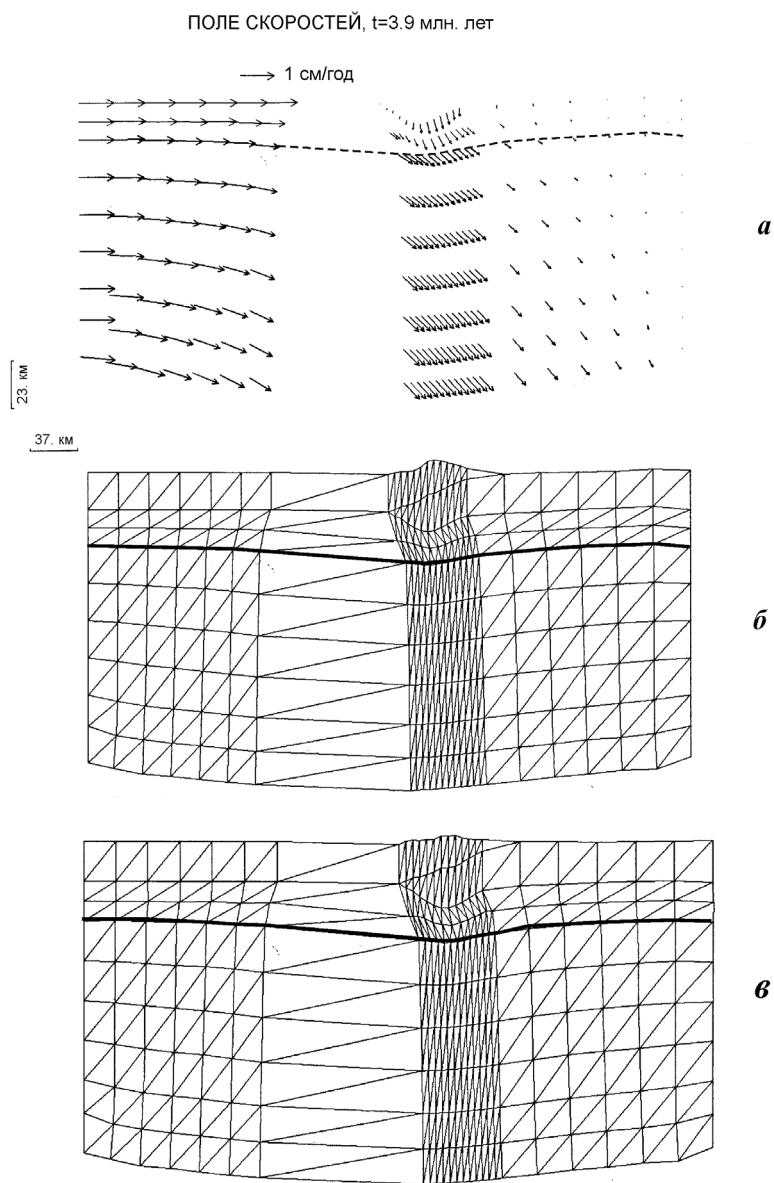 ПОЛЕ СКОРОСТЕЙ, t=3.9 млн. лет
1 см/год
а
23. км
37. км
б
в